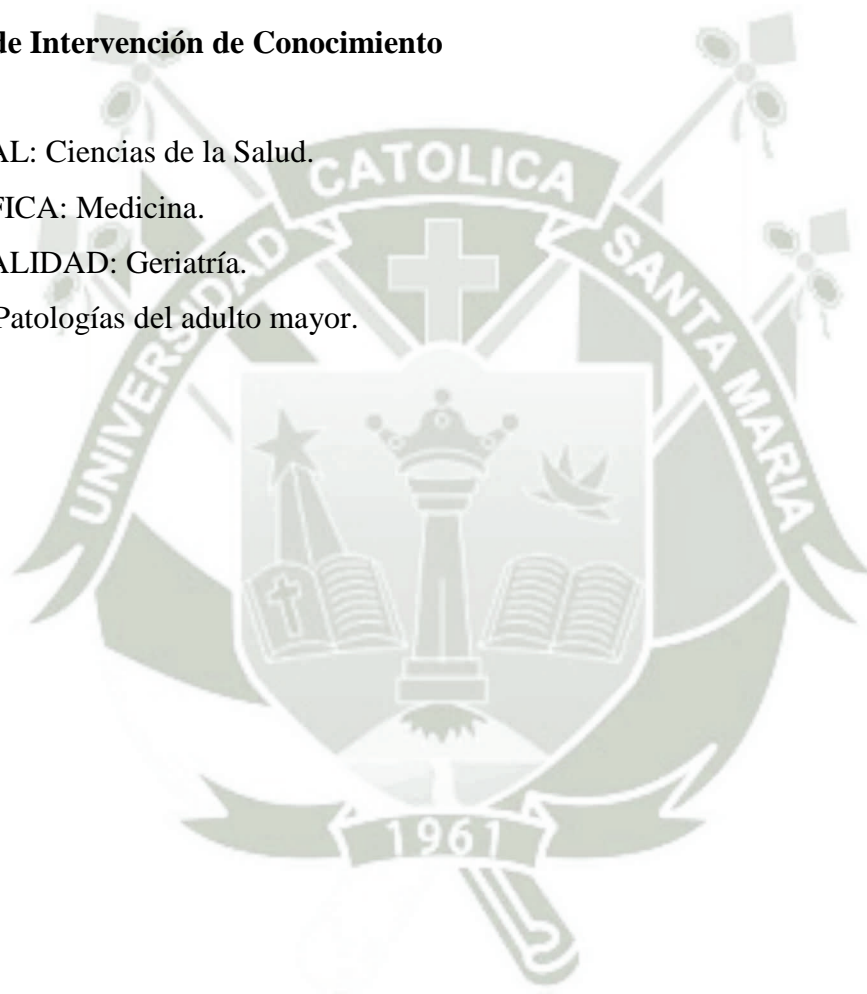 de Intervención de Conocimiento
AL: Ciencias de la Salud.
FICA: Medicina.
ALIDAD: Geriatría.
Patologías del adulto mayor.
UNIVERSIDAD CATOLICA SANTA MARIA
1961